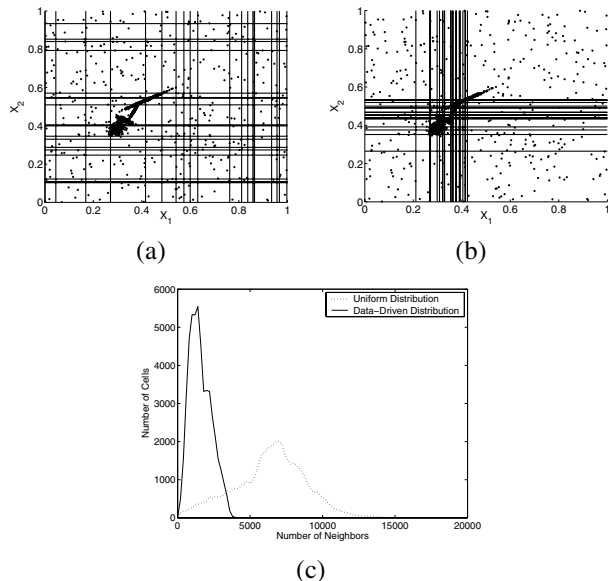 1
0.8
0.6
0.4
0.2
0
0 0.2 0.4 0.6 0.8 1
X2
X1
(a)
1
0.8
0.6
0.4
0.2
0
0 0.2 0.4 0.6 0.8 1
X2
X1
(b)
6000
5000
4000
3000
2000
1000
0
0 5000 10000 15000 20000
Number of Cells
Number of Neighbors
Uniform Distribution
Data-Driven Distribution
(c)